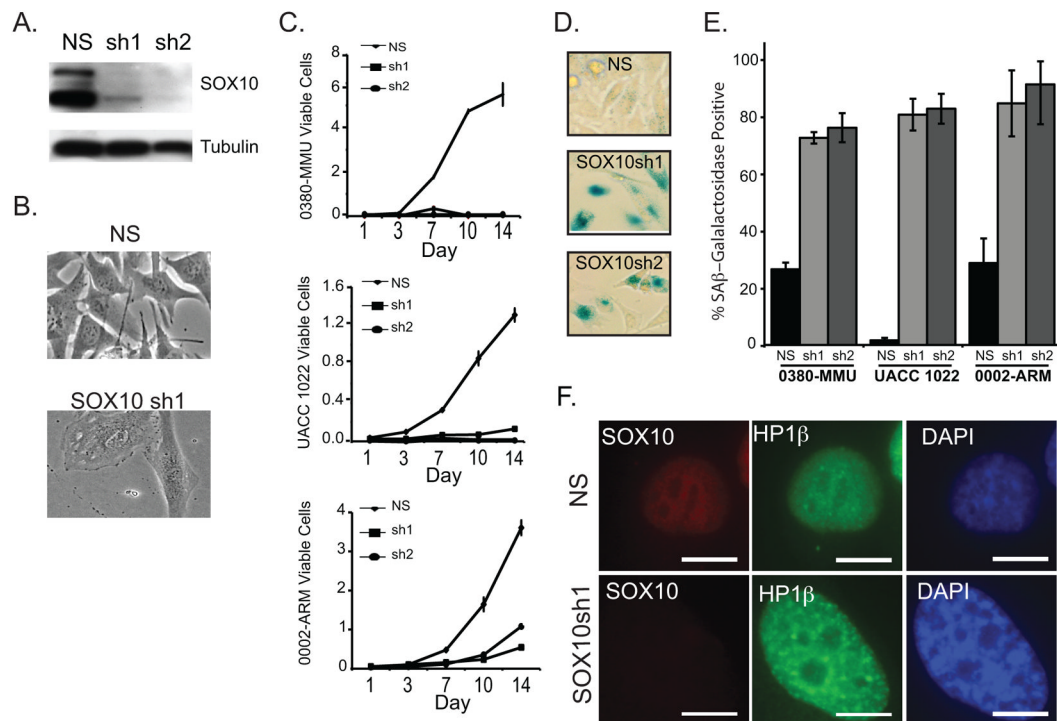 A.
NS sh1 sh2
SOX10
Tubulin
B.
NS
SOX10 sh1
C.
0380-MMU Viable Cells
8
6
4
2
0
NS
sh1
sh2
1 3 7 10 14
Day
UACC 1022 Viable Cells
1.6
1.2
0.8
0.4
0.0
NS
sh1
sh2
1 3 7 10 14
Day
0002-ARM Viable Cells
4
3
2
1
0
NS
sh1
sh2
1 3 7 10 14
Day
D.
NS
SOX10sh1
SOX10sh2
E.
% SAβ–Galalactosidase Positive
100
80
60
40
20
0
NS sh1 sh2 NS sh1 sh2 NS sh1 sh2
0380-MMU UACC 1022 0002-ARM
F.
NS
SOX10 HP1β DAPI
SOX10sh1
SOX10 HP1β DAPI